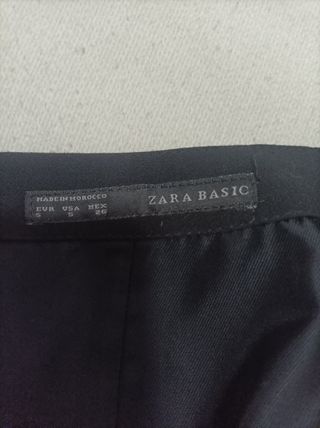 MADE IN MOROCCO
EUR USA MEX
S S 26
ZARA BASIC